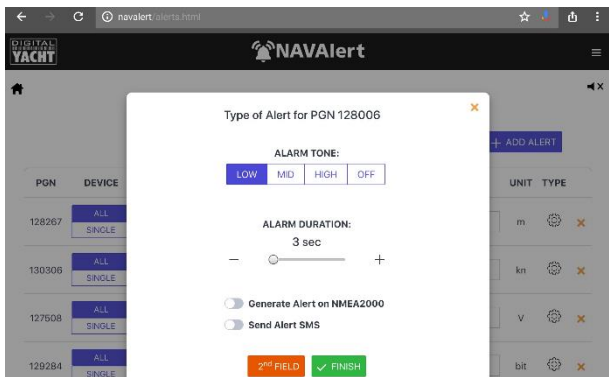 navalert/alerta.html
DIGITAL
YACHT
NAVAlert
Type of Alert for PGN 128006
×
ADD ALERT
ALARM TONE:
LOW MID HIGH OFF
PGN DEVICE UNIT TYPE
128267 ALL SINGLE m ×
ALARM DURATION:
3 sec
− +
130306 ALL SINGLE kn ×
Generate Alert on NMEA2000
127508 ALL SINGLE V ×
Send Alert SMS
129284 ALL SINGLE bit ×
2nd FIELD ✓ FINISH